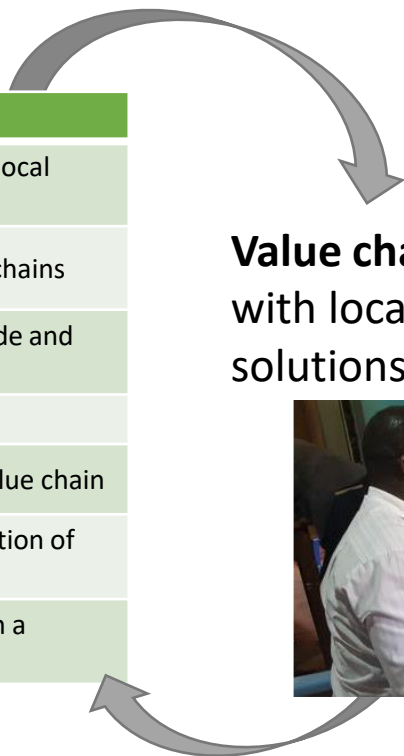 ocal
chains
de and
lue chain
tion of
n a
Value cha
with loca
solutions